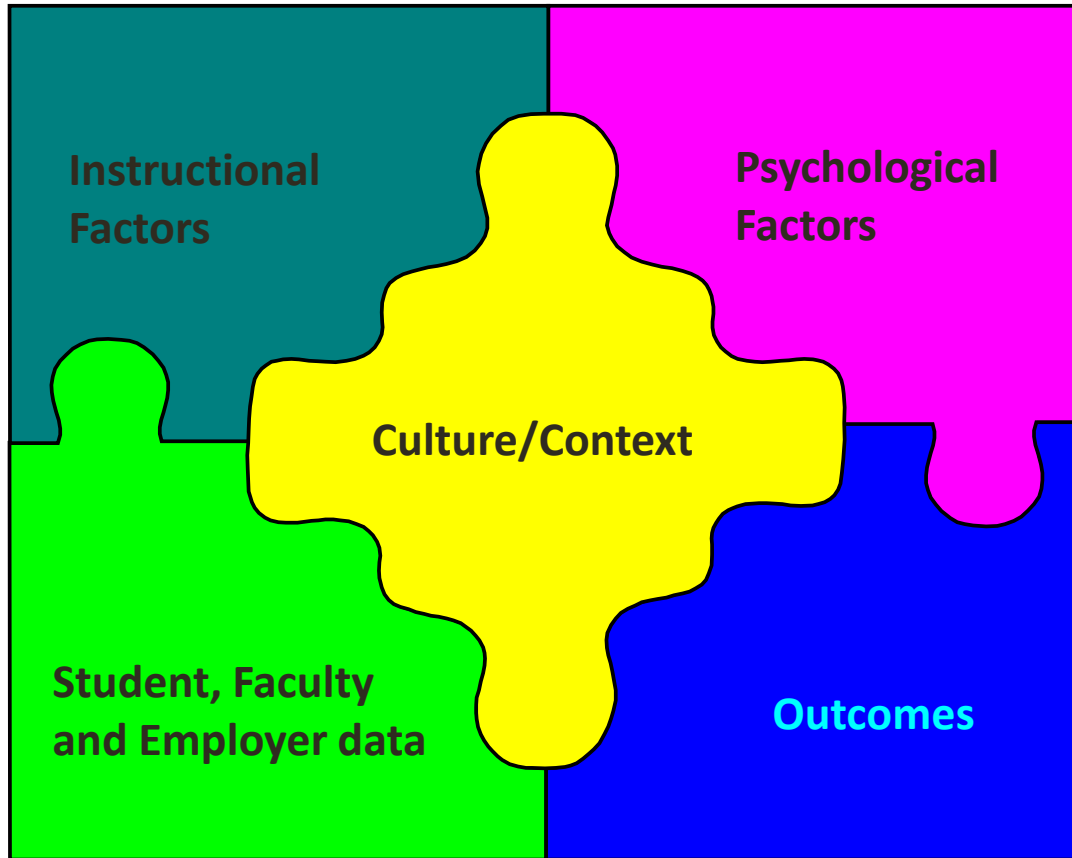 Instructional
Factors
Psychological
Factors
Culture/Context
Student, Faculty
and Employer data
Outcomes